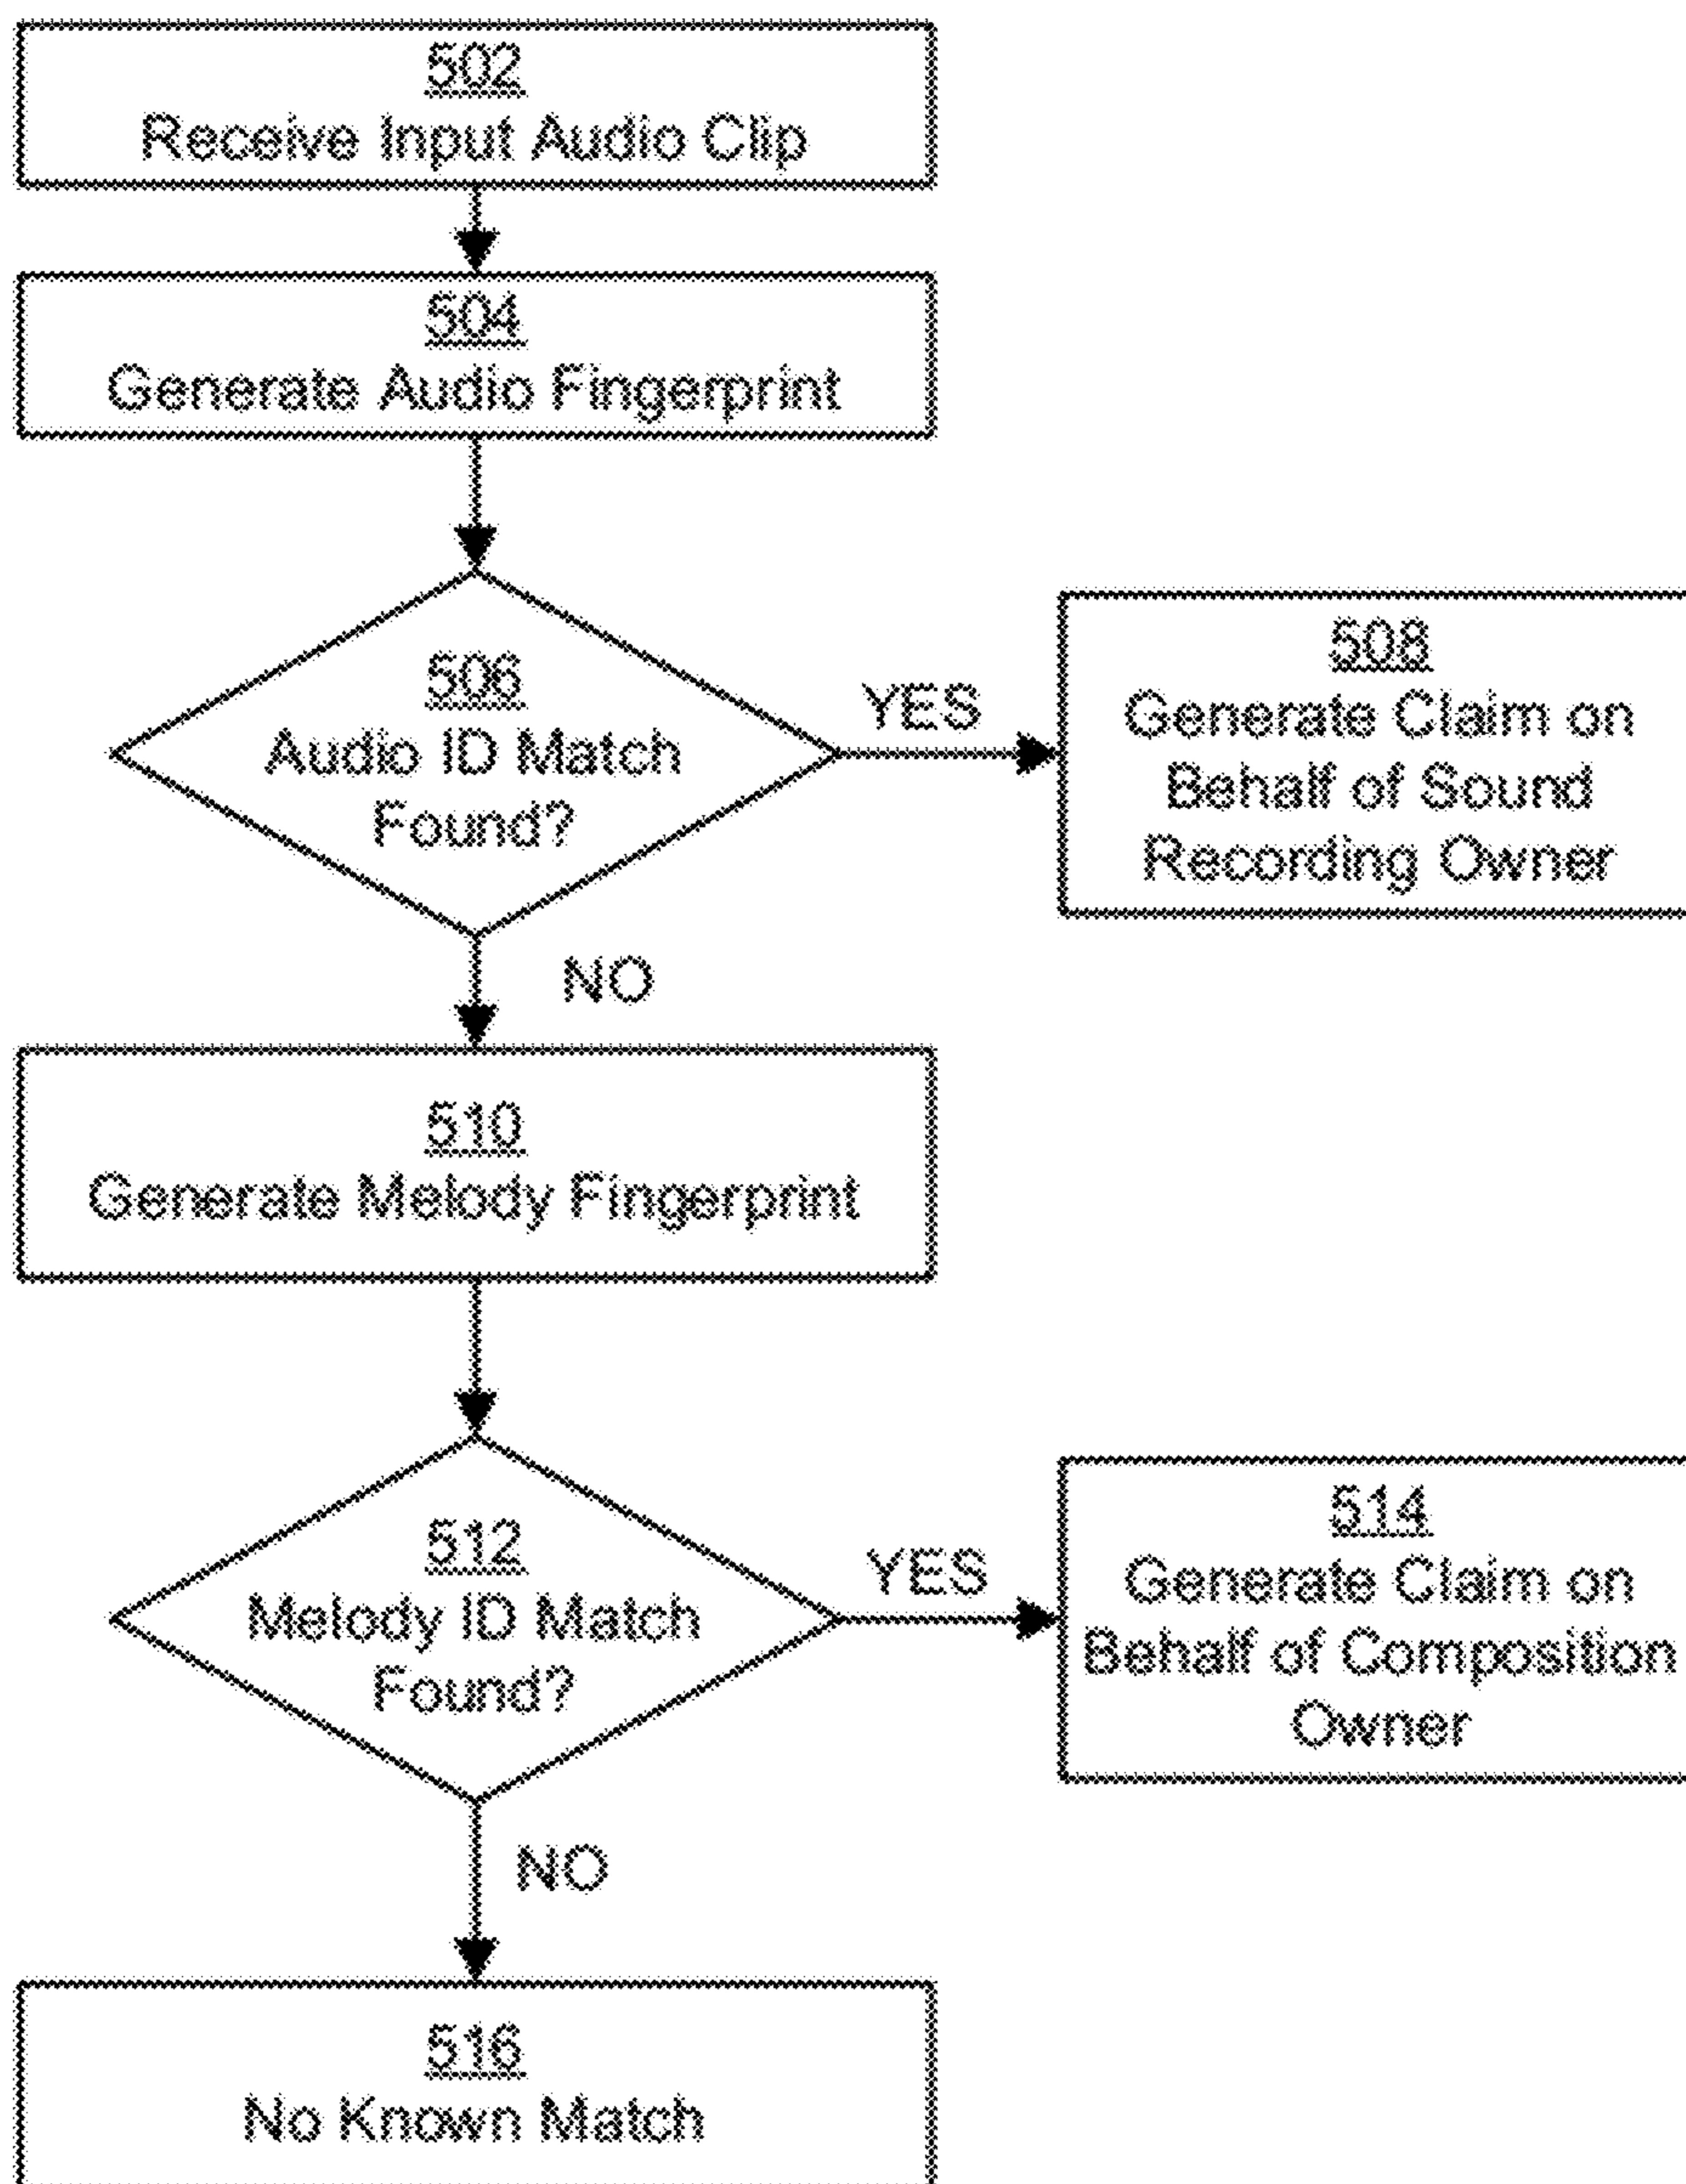 502
Receive Input Audio Clip
504
Generate Audio Fingerprint
506
Audio ID Match
Found?
YES
508
Generate Claim on
Behalf of Sound
Recording Owner
NO
510
Generate Melody Fingerprint
512
Melody ID Match
Found?
YES
514
Generate Claim on
Behalf of Composition
Owner
NO
516
No Known Match